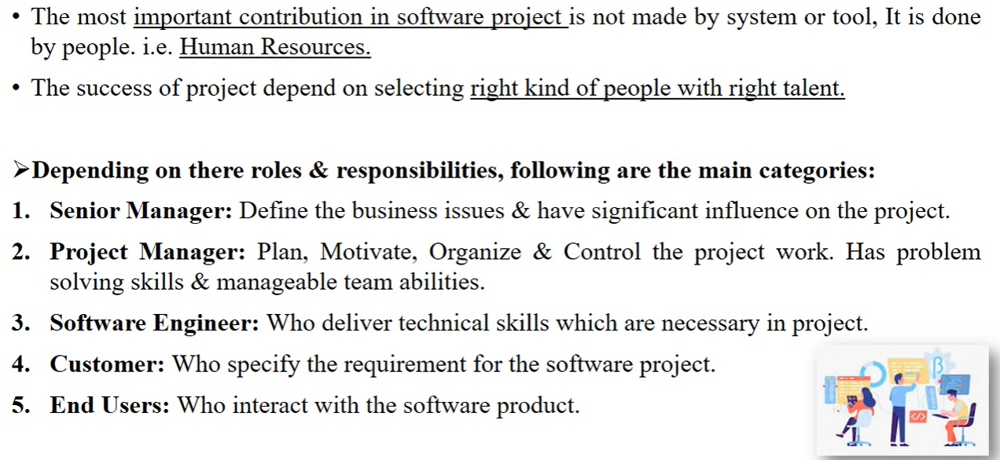 • The most important contribution in software project is not made by system or tool, It is done
by people. i.e. Human Resources.
• The success of project depend on selecting right kind of people with right talent.
➢Depending on there roles & responsibilities, following are the main categories:
1. Senior Manager: Define the business issues & have significant influence on the project.
2. Project Manager: Plan, Motivate, Organize & Control the project work. Has problem
solving skills & manageable team abilities.
3. Software Engineer: Who deliver technical skills which are necessary in project.
4. Customer: Who specify the requirement for the software project.
5. End Users: Who interact with the software product.
β
</>